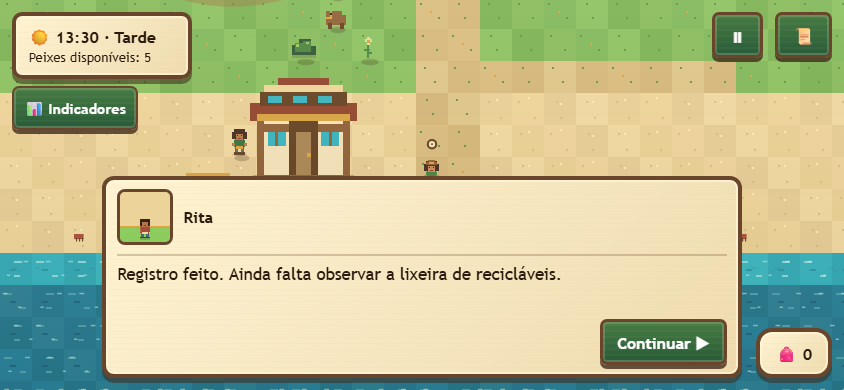 13:30 · Tarde
Peixes disponíveis: 5
Indicadores
Rita
Registro feito. Ainda falta observar a lixeira de recicláveis.
Continuar ▶
0